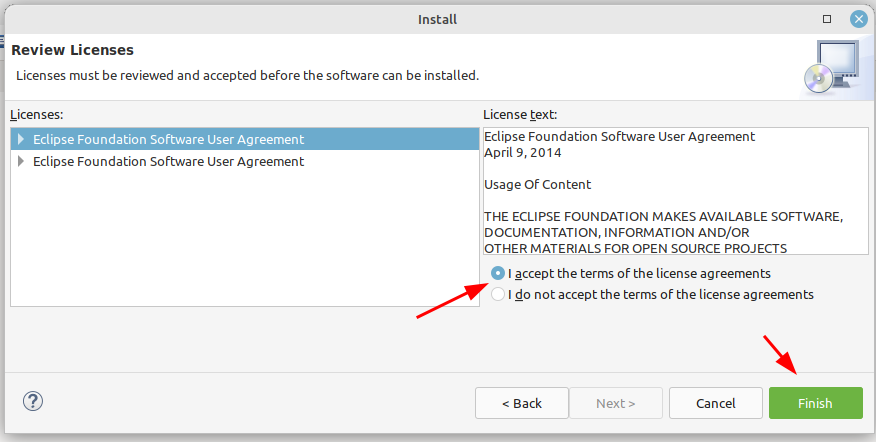 Install
Review Licenses
Licenses must be reviewed and accepted before the software can be installed.
Licenses:
Eclipse Foundation Software User Agreement
Eclipse Foundation Software User Agreement
License text:
Eclipse Foundation Software User Agreement
April 9, 2014
Usage Of Content
THE ECLIPSE FOUNDATION MAKES AVAILABLE SOFTWARE,
DOCUMENTATION, INFORMATION AND/OR
OTHER MATERIALS FOR OPEN SOURCE PROJECTS
I accept the terms of the license agreements
I do not accept the terms of the license agreements
?
< Back
Next >
Cancel
Finish